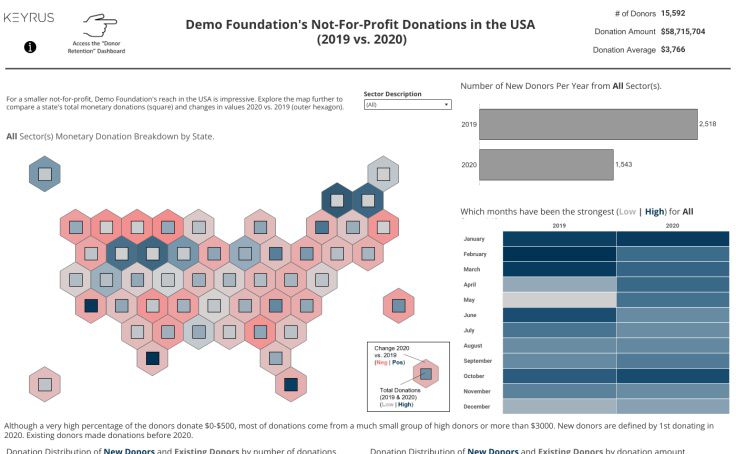 KEYRUS
Access the "Donor
Retention" Dashboard
Demo Foundation's Not-For-Profit Donations in the USA
(2019 vs. 2020)
# of Donors 15,592
Donation Amount $58,715,704
Donation Average $3,766
For a smaller not-for-profit, Demo Foundation's reach in the USA is impressive. Explore the map further to
compare a state's total monetary donations (square) and changes in values 2020 vs. 2019 (outer hexagon).
Sector Description
(All)
All Sector(s) Monetary Donation Breakdown by State.
Number of New Donors Per Year from All Sector(s).
2019
2,518
2020
1,543
Which months have been the strongest (Low | High) for All
2019 2020
January
February
March
April
May
June
July
August
September
October
November
December
Change 2020
vs. 2019
(Neg | Pos)
Total Donations
(2019 & 2020)
(Low | High)
Although a very high percentage of the donors donate $0-$500, most of donations come from a much small group of high donors or more than $3000. New donors are defined by 1st donating in
2020. Existing donors made donations before 2020.
Donation Distribution of New Donors and Existing Donors by number of donations
Donation Distribution of New Donors and Existing Donors by donation amount